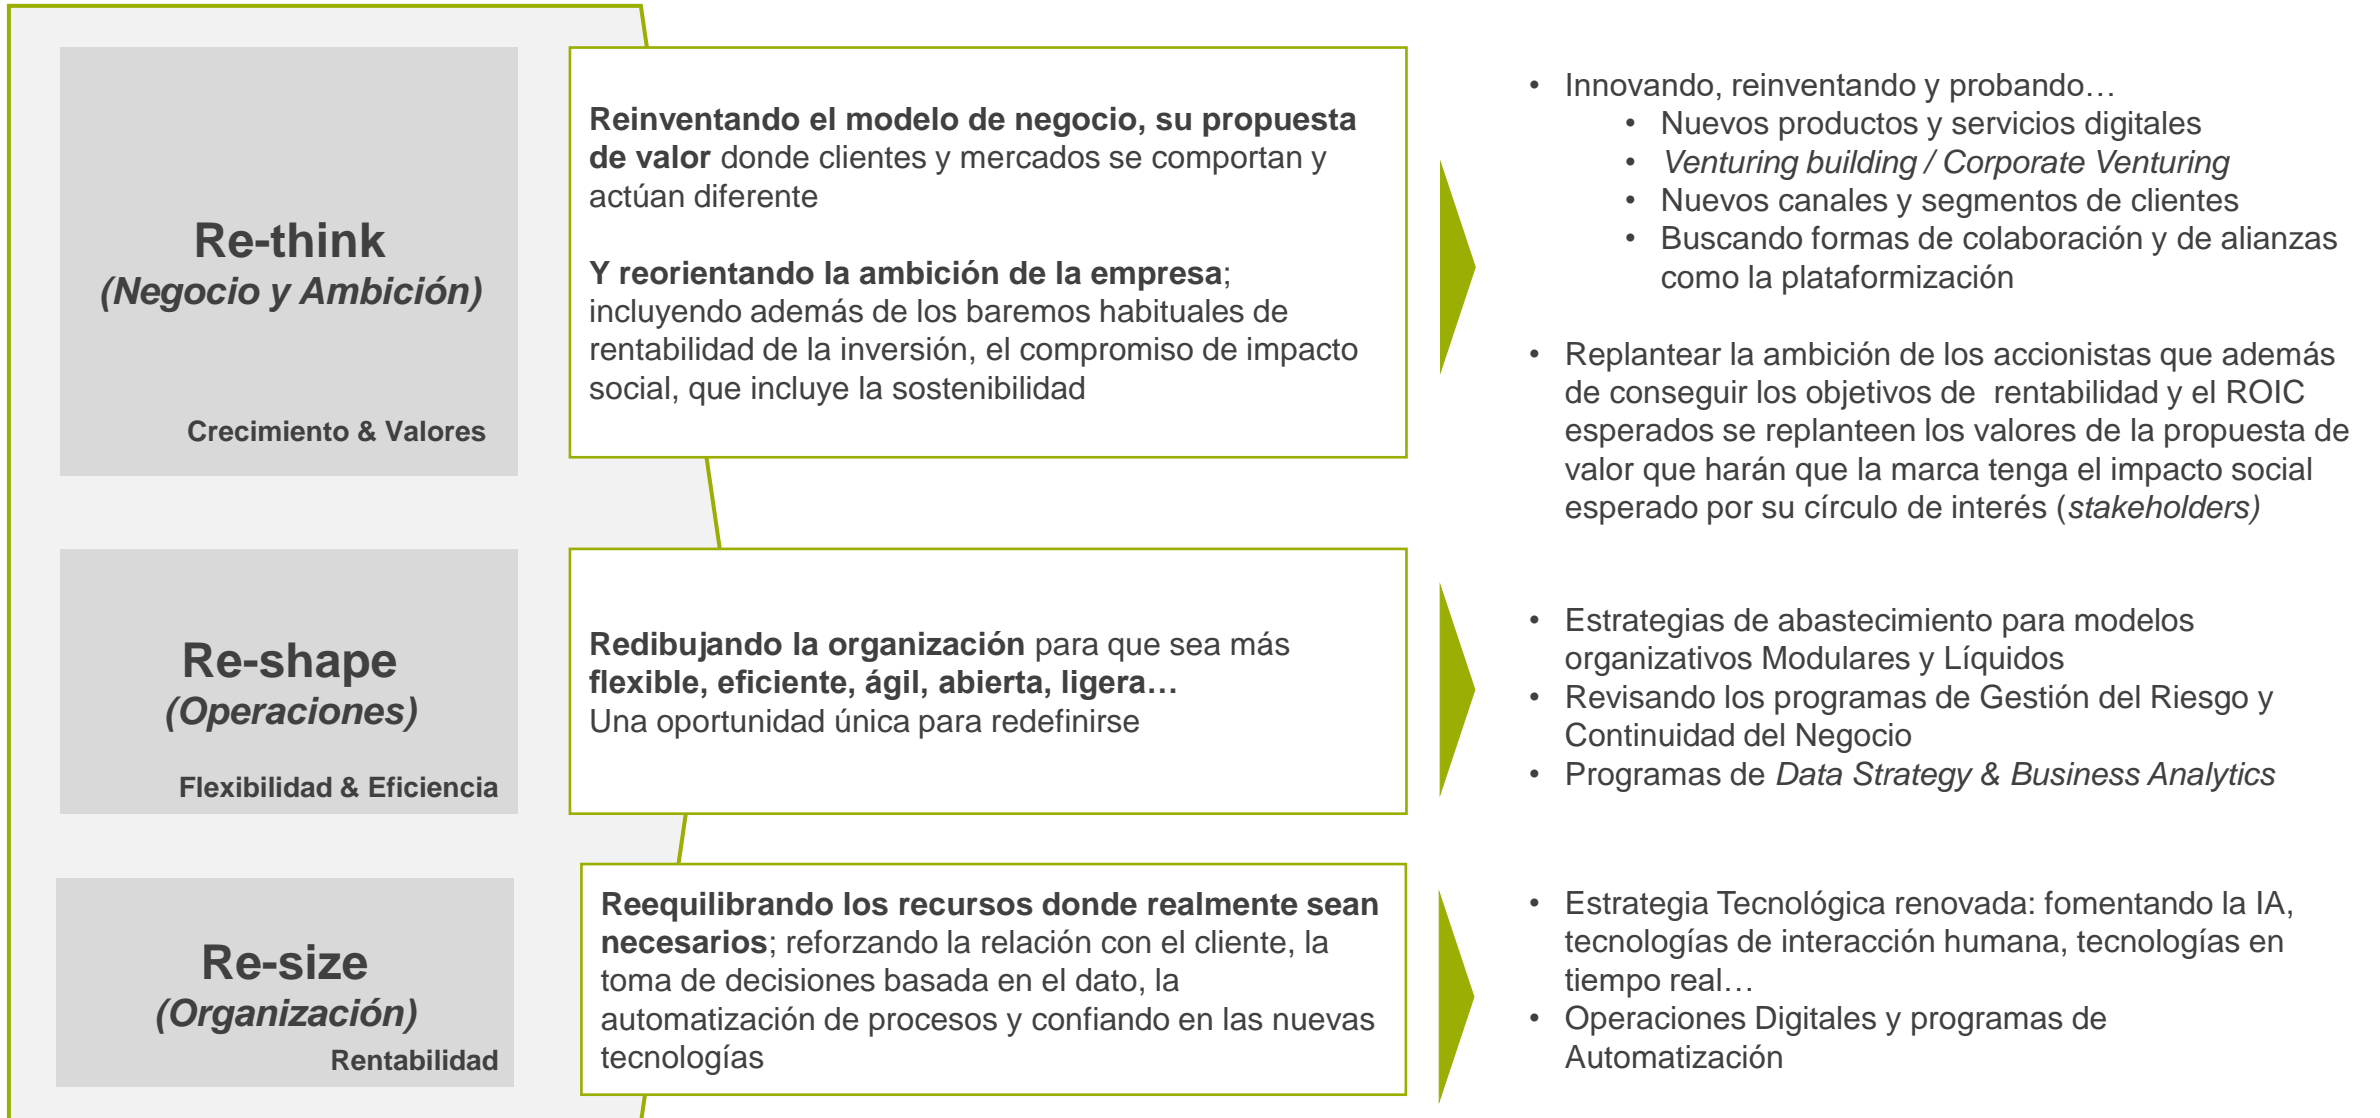 Re-think
(Negocio y Ambición)
Crecimiento & Valores
Reinventando el modelo de negocio, su propuesta
de valor donde clientes y mercados se comportan y
actúan diferente
Y reorientando la ambición de la empresa;
incluyendo además de los baremos habituales de
rentabilidad de la inversión, el compromiso de impacto
social, que incluye la sostenibilidad
• Innovando, reinventando y probando…
• Nuevos productos y servicios digitales
• Venturing building / Corporate Venturing
• Nuevos canales y segmentos de clientes
• Buscando formas de colaboración y de alianzas
como la plataformización
• Replantear la ambición de los accionistas que además
de conseguir los objetivos de rentabilidad y el ROIC
esperados se replanteen los valores de la propuesta de
valor que harán que la marca tenga el impacto social
esperado por su círculo de interés (stakeholders)
Re-shape
(Operaciones)
Flexibilidad & Eficiencia
Redibujando la organización para que sea más
flexible, eficiente, ágil, abierta, ligera…
Una oportunidad única para redefinirse
• Estrategias de abastecimiento para modelos
organizativos Modulares y Líquidos
• Revisando los programas de Gestión del Riesgo y
Continuidad del Negocio
• Programas de Data Strategy & Business Analytics
Re-size
(Organización)
Rentabilidad
Reequilibrando los recursos donde realmente sean
necesarios; reforzando la relación con el cliente, la
toma de decisiones basada en el dato, la
automatización de procesos y confiando en las nuevas
tecnologías
• Estrategia Tecnológica renovada: fomentando la IA,
tecnologías de interacción humana, tecnologías en
tiempo real…
• Operaciones Digitales y programas de
Automatización